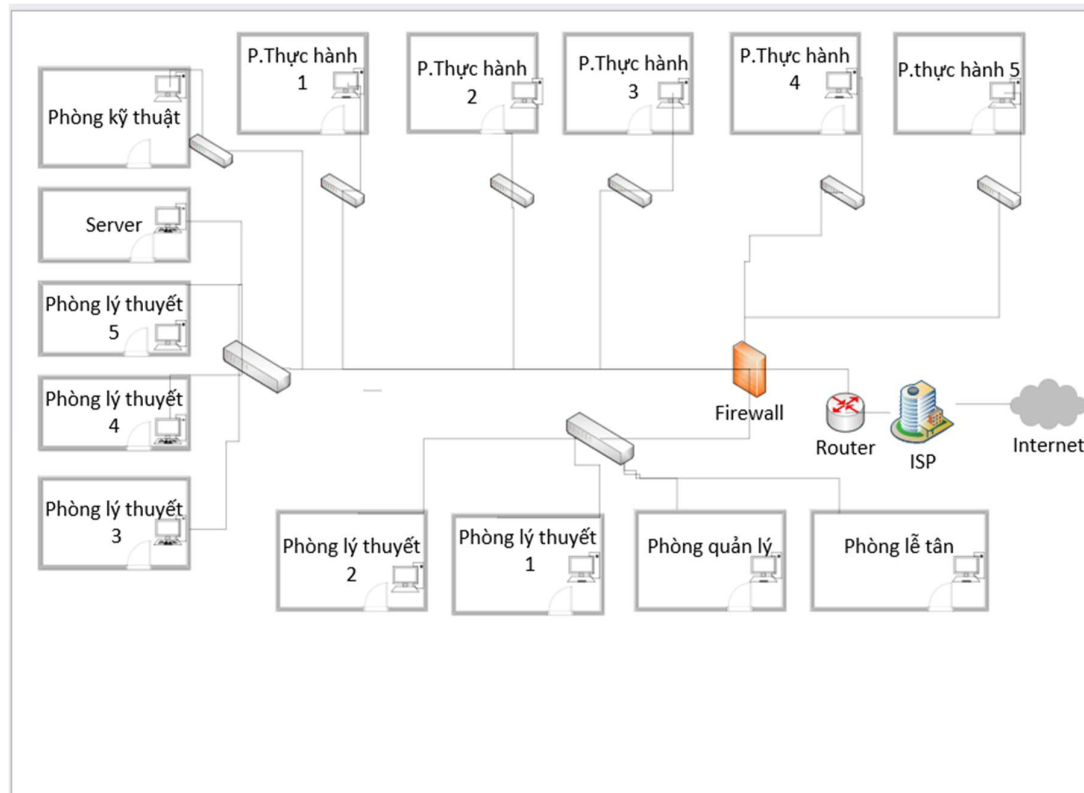 P.Thực hành
1
P.Thực hành
2
P.Thực hành
3
P.Thực hành
4
P.thực hành 5
Phòng kỹ thuật
Server
Phòng lý thuyết
5
Phòng lý thuyết
4
Phòng lý thuyết
3
Firewall
Router
ISP
Internet
Phòng lý thuyết
2
Phòng lý thuyết
1
Phòng quản lý
Phòng lễ tân